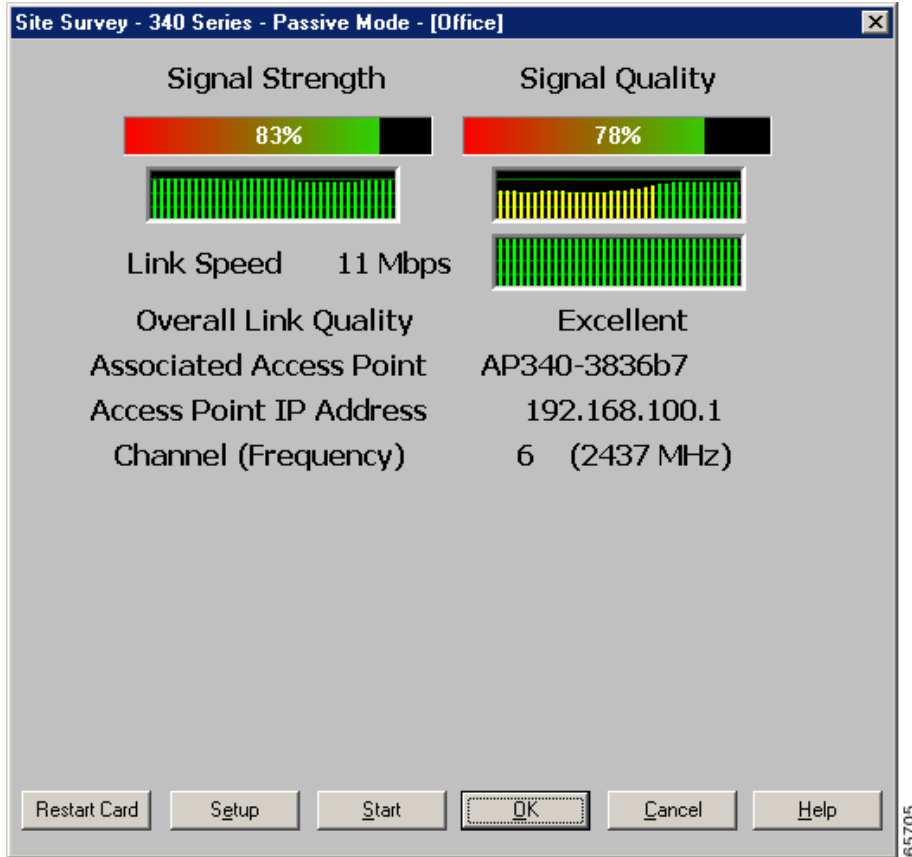 Site Survey - 340 Series - Passive Mode - [Office]
Signal Strength Signal Quality
83% 78%
Link Speed 11 Mbps
Overall Link Quality Excellent
Associated Access Point AP340-3836b7
Access Point IP Address 192.168.100.1
Channel (Frequency) 6 (2437 MHz)
Restart Card Setup Start OK Cancel Help
65705